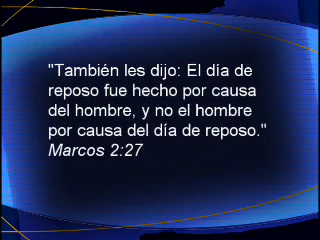 "También les dijo: El día de
reposo fue hecho por causa
del hombre, y no el hombre
por causa del día de reposo."
Marcos 2:27